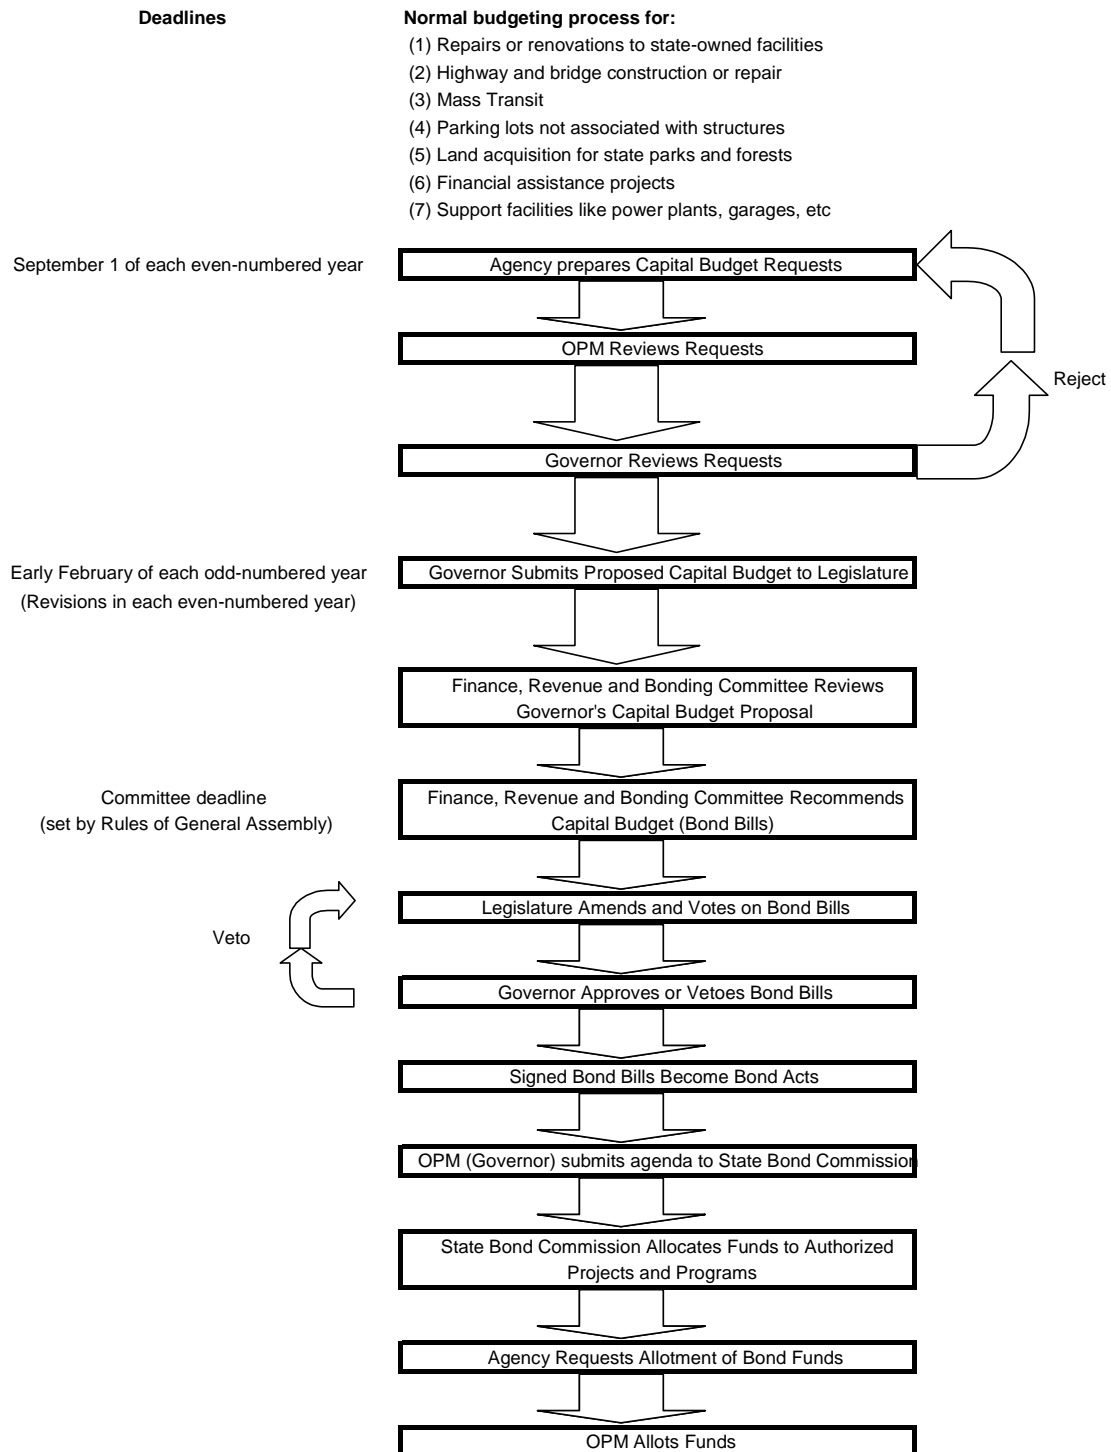 Deadlines
Normal budgeting process for:
(1) Repairs or renovations to state-owned facilities
(2) Highway and bridge construction or repair
(3) Mass Transit
(4) Parking lots not associated with structures
(5) Land acquisition for state parks and forests
(6) Financial assistance projects
(7) Support facilities like power plants, garages, etc
September 1 of each even-numbered year
Agency prepares Capital Budget Requests
OPM Reviews Requests
Reject
Governor Reviews Requests
Early February of each odd-numbered year
(Revisions in each even-numbered year)
Governor Submits Proposed Capital Budget to Legislature
Finance, Revenue and Bonding Committee Reviews
Governor's Capital Budget Proposal
Committee deadline
(set by Rules of General Assembly)
Finance, Revenue and Bonding Committee Recommends
Capital Budget (Bond Bills)
Legislature Amends and Votes on Bond Bills
Veto
Governor Approves or Vetoes Bond Bills
Signed Bond Bills Become Bond Acts
OPM (Governor) submits agenda to State Bond Commission
State Bond Commission Allocates Funds to Authorized
Projects and Programs
Agency Requests Allotment of Bond Funds
OPM Allots Funds